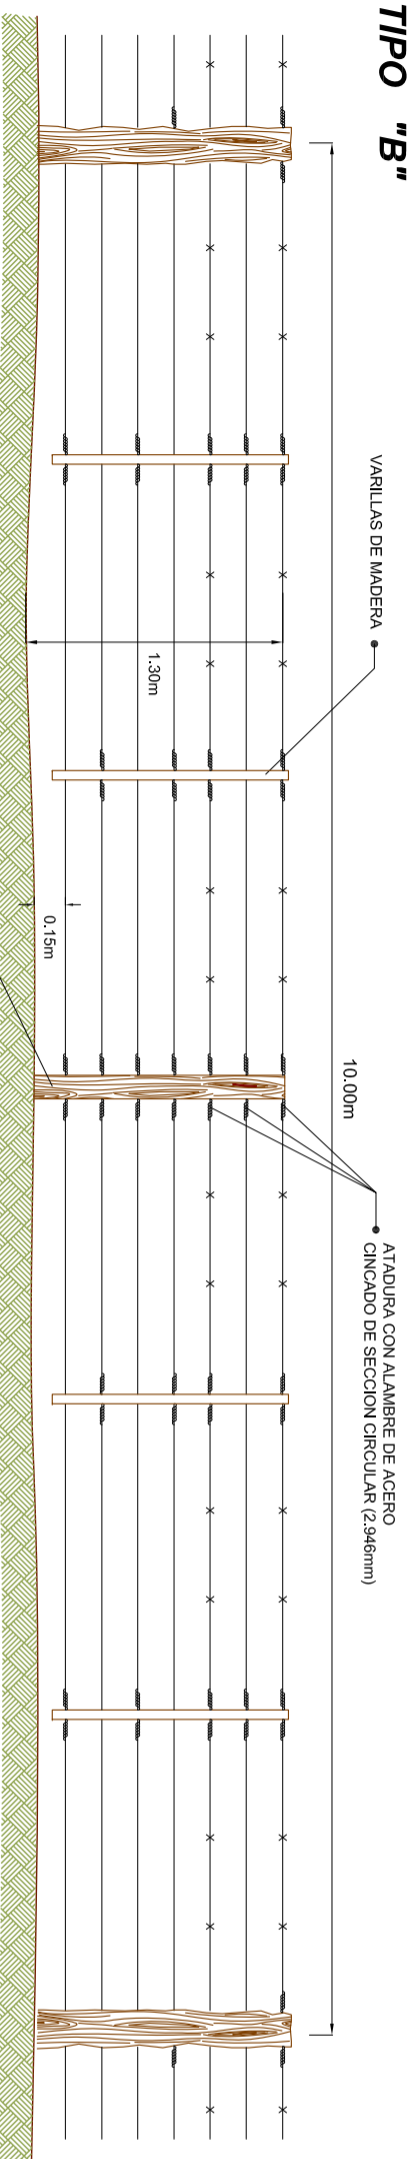 TIPO "B"
VARILLAS DE MADERA
10.00m
ATADURA CON ALAMBRE DE ACERO
CINCADO DE SECCION CIRCULAR (2.946mm)
1.30m
0.15m